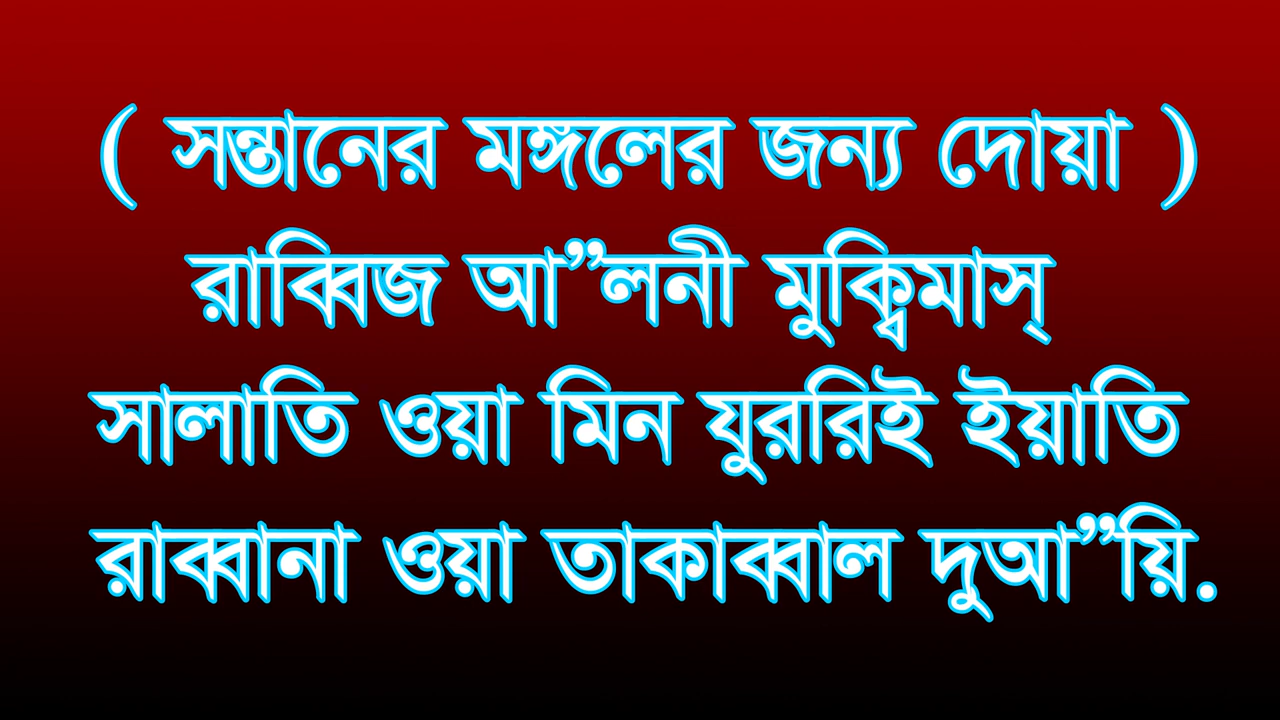 ( সন্তানের মঙ্গলের জন্য দোয়া )
রাব্বিজ আ”লনী মুক্বিমাস্
সালাতি ওয়া মিন যুররিই ইয়াতি
রাব্বানা ওয়া তাকাব্বাল দুআ”য়ি.